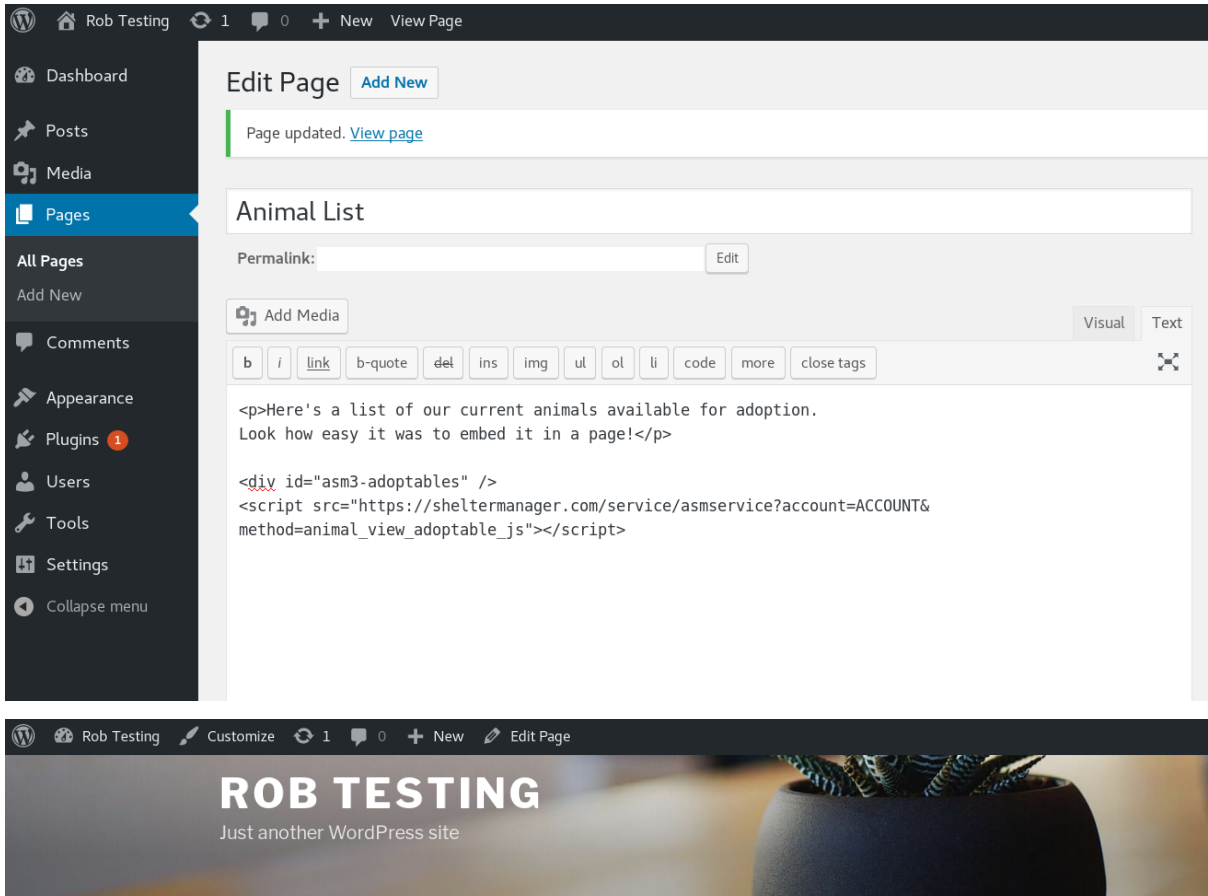 Rob Testing 1 0 New View Page
Dashboard
Posts
Media
Pages
All Pages
Add New
Comments
Appearance
Plugins 1
Users
Tools
Settings
Collapse menu
Edit Page Add New
Page updated. View page
Animal List
Permalink: Edit
Add Media
Visual Text
b i link b-quote del ins img ul ol li code more close tags
<p>Here's a list of our current animals available for adoption.
Look how easy it was to embed it in a page!</p>
<div id="asm3-adoptables" />
<script src="https://sheltermanager.com/service/asmservice?account=ACCOUNT&
method=animal_view_adoptable_js"></script>
Rob Testing Customize 1 0 New Edit Page
ROB TESTING
Just another WordPress site